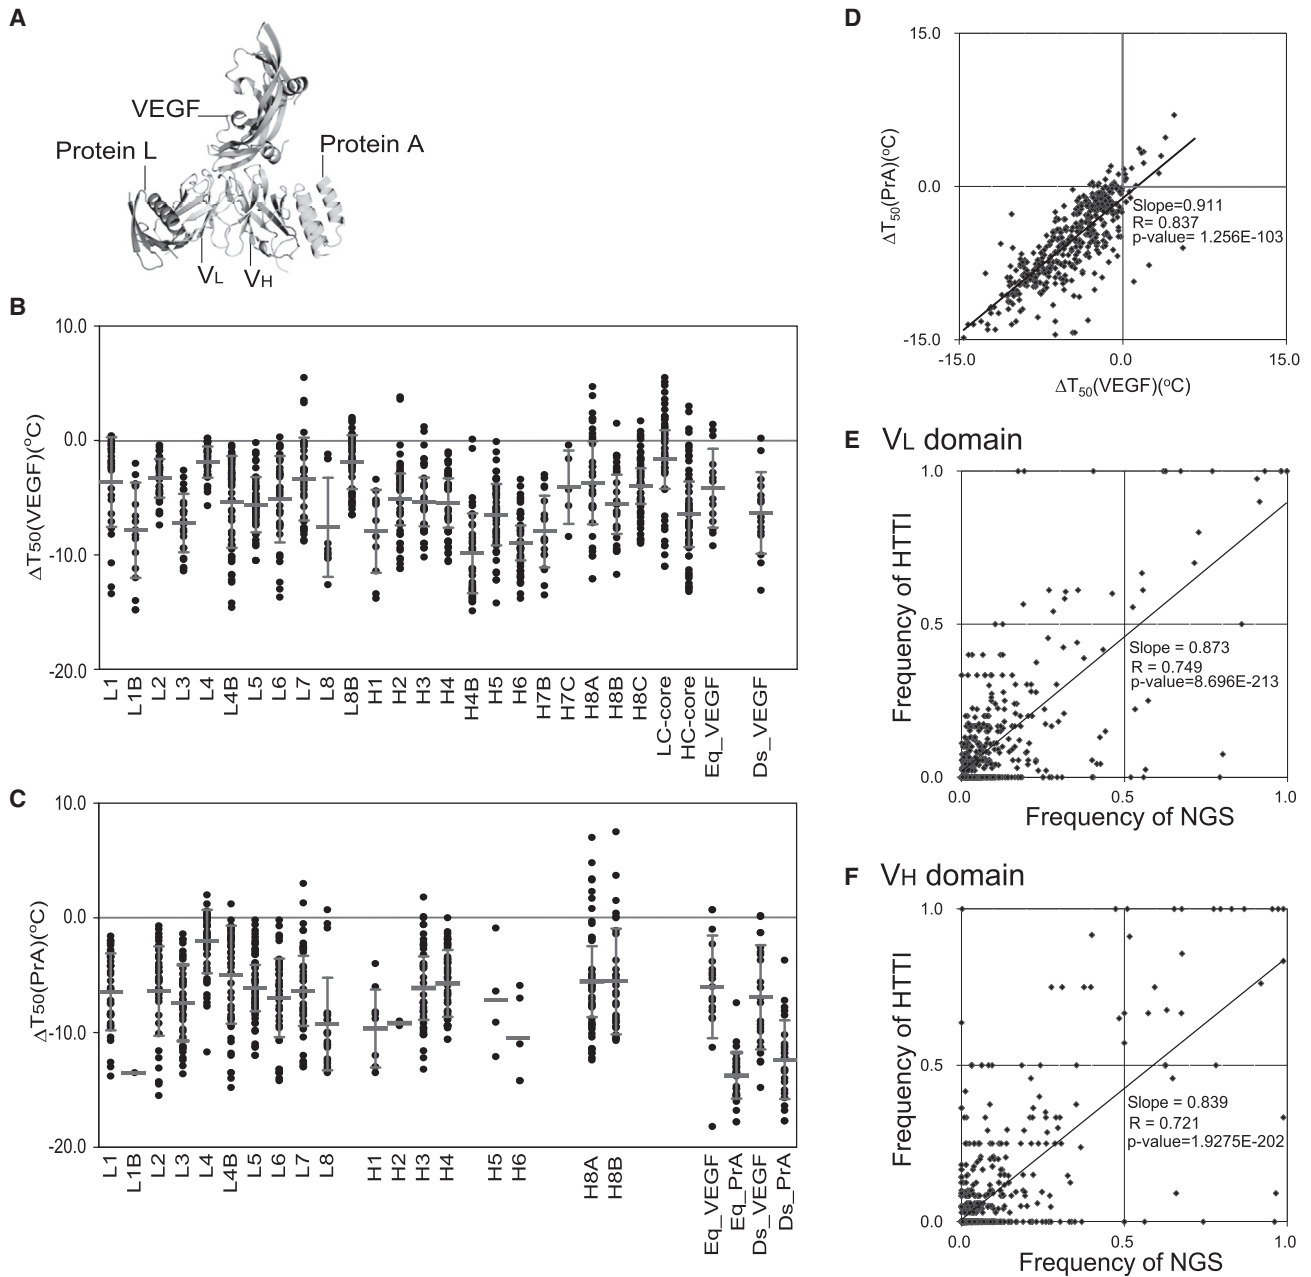 A
VEGF
Protein L
Protein A
VL
VH
B
ΔT50(VEGF)(oC)
10.0
0.0
-10.0
-20.0
L1
L1B
L2
L3
L4
L4B
L5
L6
L7
L8
L8B
H1
H2
H3
H4
H4B
H5
H6
H7B
H7C
H8A
H8B
H8C
LC-core
HC-core
Eq_VEGF
Ds_VEGF
C
ΔT50(PrA)(oC)
10.0
0.0
-10.0
-20.0
L1
L1B
L2
L3
L4
L4B
L5
L6
L7
L8
H1
H2
H3
H4
H5
H6
H8A
H8B
Eq_VEGF
Eq_PrA
Ds_VEGF
Ds_PrA
D
15.0
0.0
-15.0
ΔT50(PrA)(oC)
Slope=0.911
R= 0.837
p-value= 1.256E-103
-15.0 0.0 15.0
ΔT50(VEGF)(oC)
E VL domain
1.0
0.5
0.0
Frequency of HTTI
Slope = 0.873
R = 0.749
p-value=8.696E-213
0.0 0.5 1.0
Frequency of NGS
F VH domain
1.0
0.5
0.0
Frequency of HTTI
Slope = 0.839
R = 0.721
p-value=1.9275E-202
0.0 0.5 1.0
Frequency of NGS